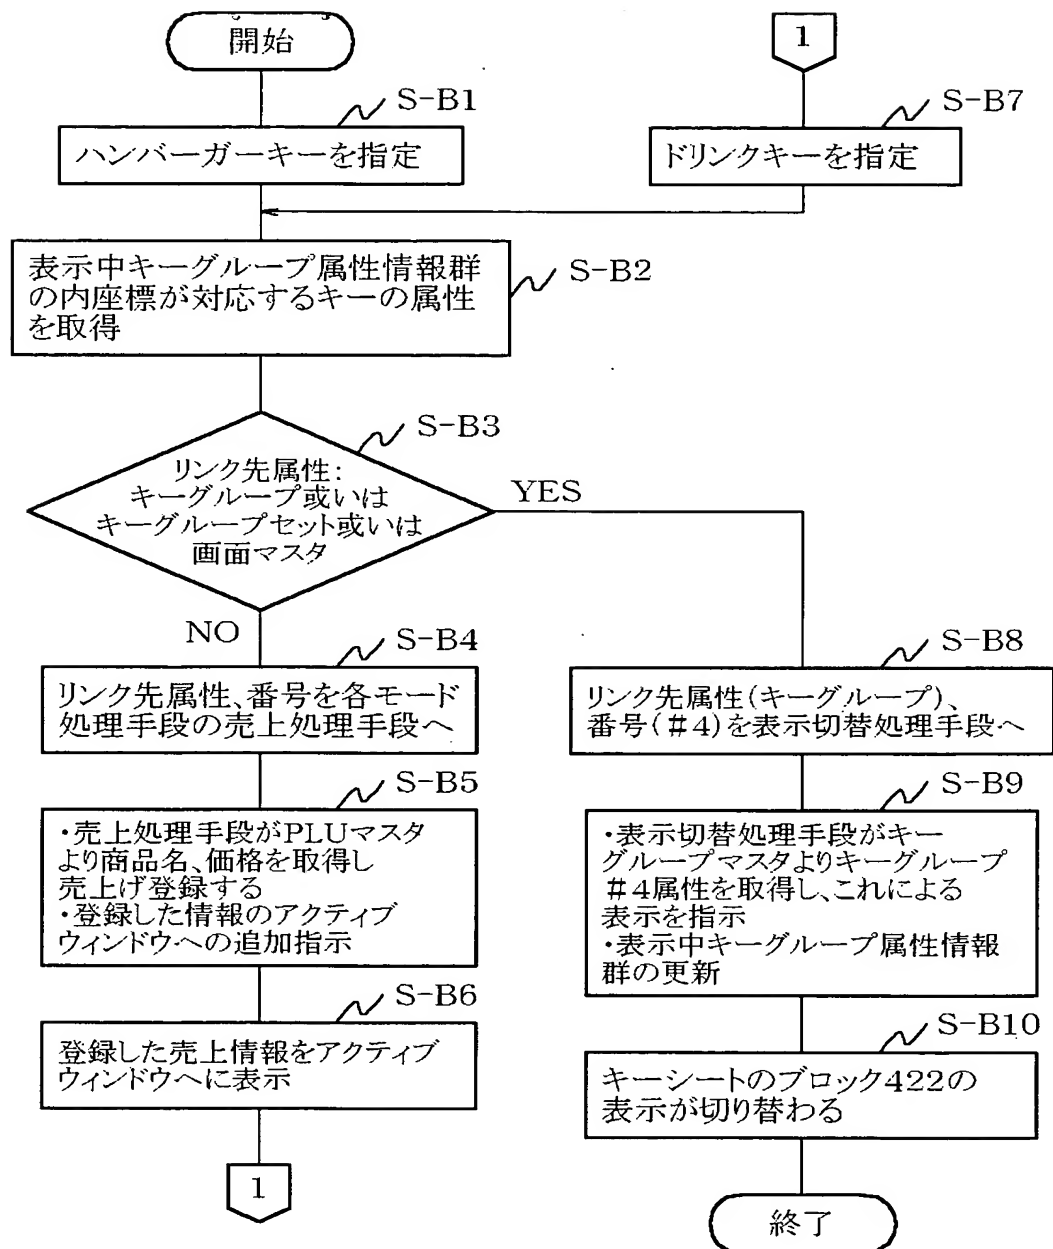 開始
S-B1
ハンバーガーキーを指定
1
S-B7
ドリンクキーを指定
表示中キーグループ属性情報群
の内座標が対応するキーの属性
を取得
S-B2
S-B3
リンク先属性:
キーグループ或いは
キーグループセット或いは
画面マスタ
YES
NO
S-B4
リンク先属性、番号を各モード
処理手段の売上処理手段へ
S-B5
・売上処理手段がPLUマスタ
より商品名、価格を取得し
売上げ登録する
・登録した情報のアクティブ
ウィンドウへの追加指示
S-B6
登録した売上情報をアクティブ
ウィンドウへに表示
1
S-B8
リンク先属性(キーグループ)、
番号(#4)を表示切替処理手段へ
S-B9
・表示切替処理手段がキー
グループマスタよりキーグループ
#4属性を取得し、これによる
表示を指示
・表示中キーグループ属性情報
群の更新
S-B10
キーシートのブロック422の
表示が切り替わる
終了